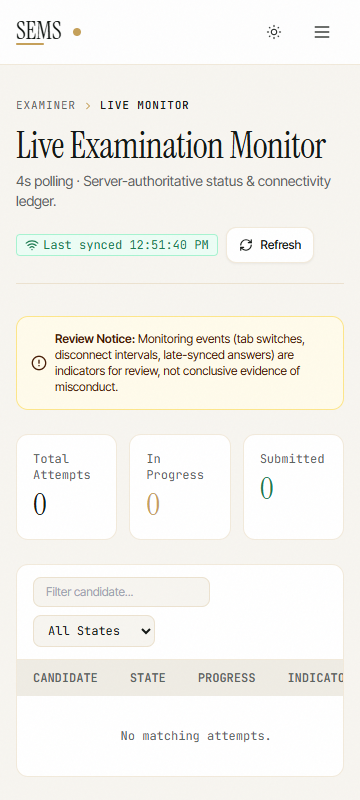 SEMS
EXAMINER > LIVE MONITOR
Live Examination Monitor
4s polling · Server-authoritative status & connectivity
ledger.
Last synced 12:51:40 PM
Refresh
Review Notice: Monitoring events (tab switches,
disconnect intervals, late-synced answers) are
indicators for review, not conclusive evidence of
misconduct.
Total
Attempts
0
In
Progress
0
Submitted
0
Filter candidate...
All States
CANDIDATE STATE PROGRESS INDICATO
No matching attempts.